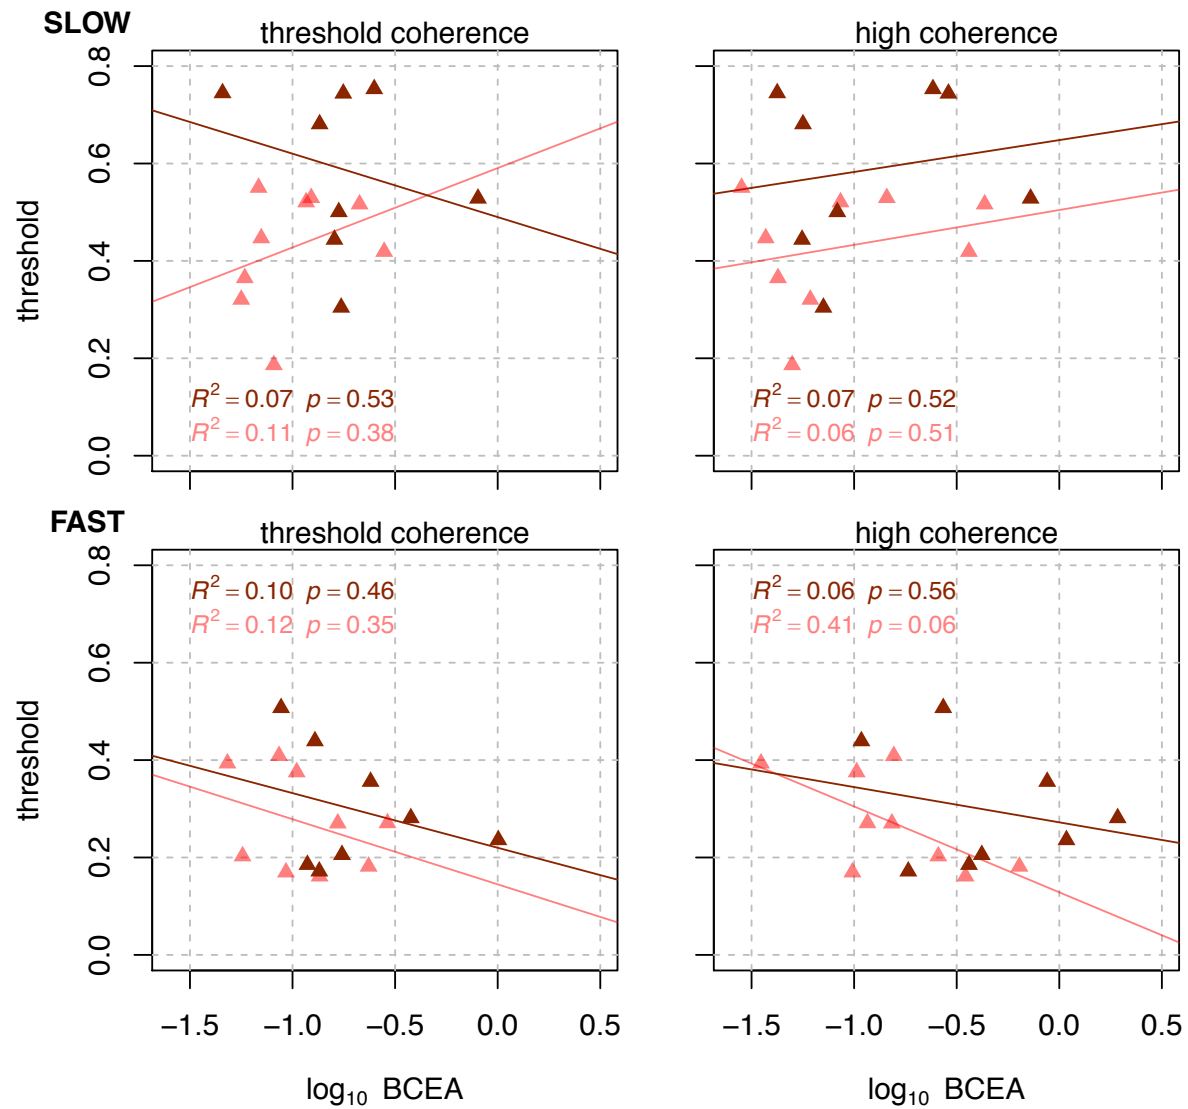 SLOW
threshold coherence
high coherence
threshold
0.0 0.2 0.4 0.6 0.8
R² = 0.07 p = 0.53
R² = 0.11 p = 0.38
R² = 0.07 p = 0.52
R² = 0.06 p = 0.51
FAST
threshold coherence
high coherence
threshold
0.0 0.2 0.4 0.6 0.8
R² = 0.10 p = 0.46
R² = 0.12 p = 0.35
R² = 0.06 p = 0.56
R² = 0.41 p = 0.06
−1.5 −1.0 −0.5 0.0 0.5
−1.5 −1.0 −0.5 0.0 0.5
log₁₀ BCEA
log₁₀ BCEA